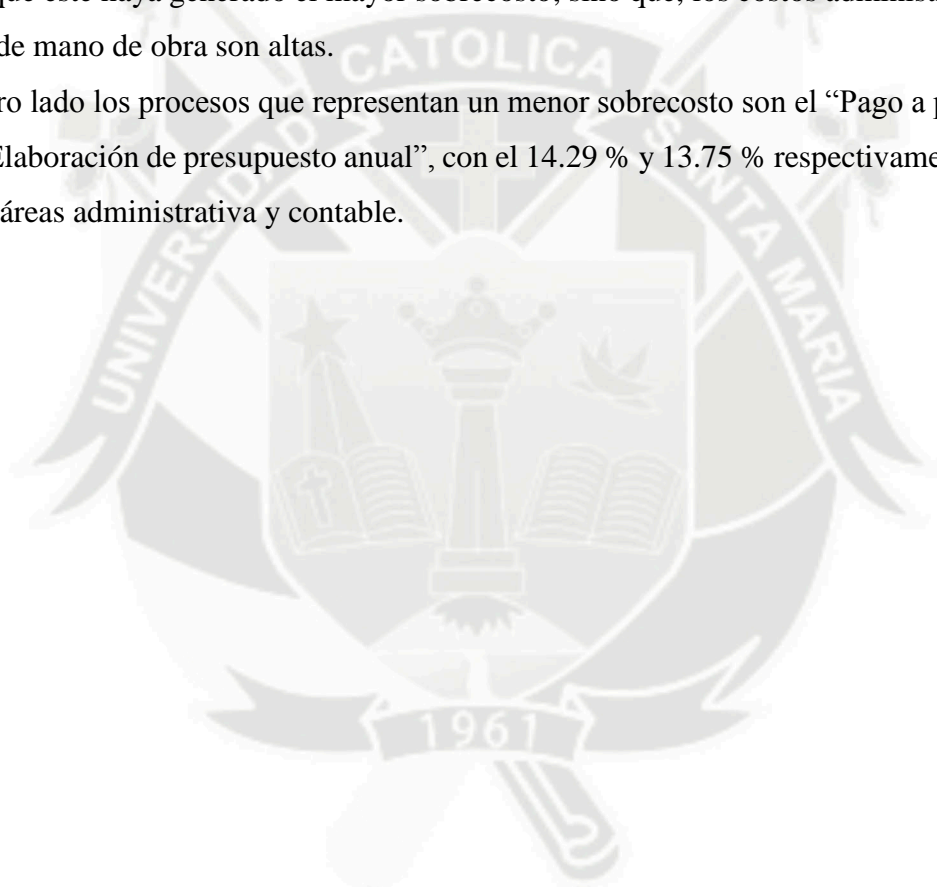 que este haya generado el mayor sobrecosto, sino que, los costos
de mano de obra son altas.
ro lado los procesos que representan un menor sobrecosto son el “Pago a p
Elaboración de presupuesto anual”, con el 14.29 % y 13.75 %
áreas administrativa y contable.
UNIVERSIDAD CATOLICA SANTA MARIA
1961